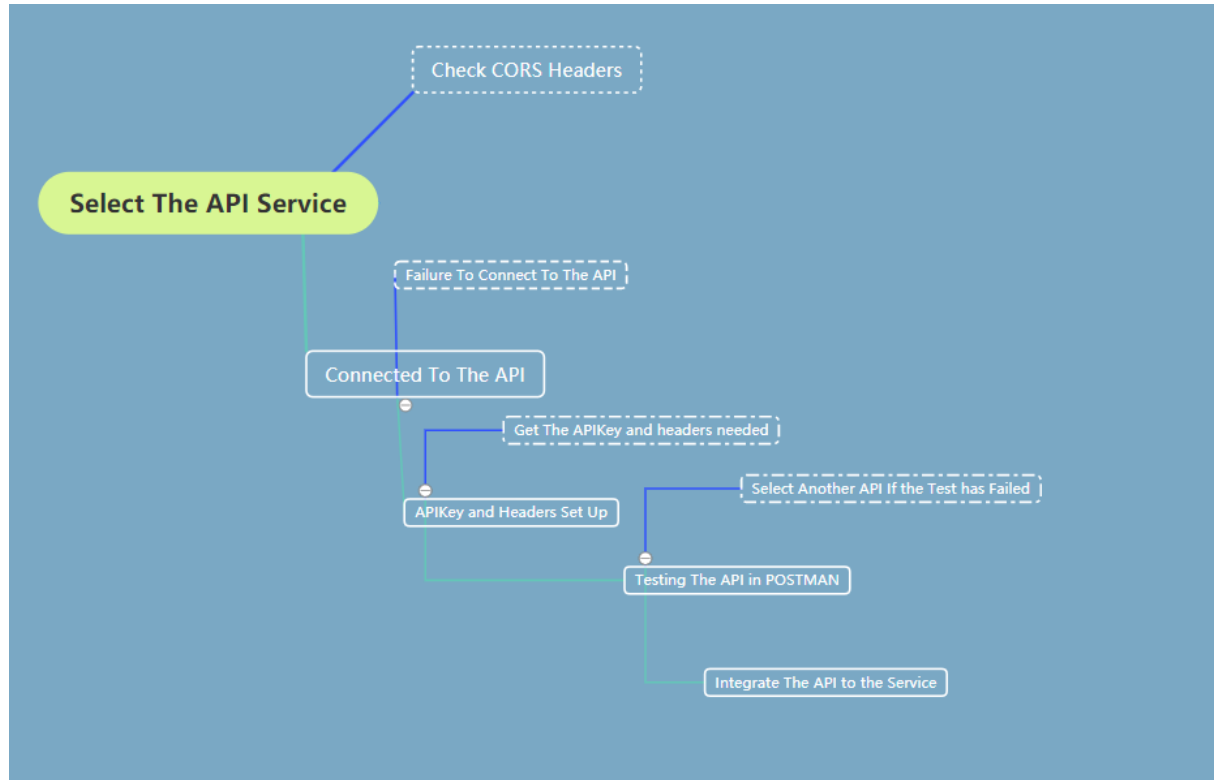 Check CORS Headers
Select The API Service
Failure To Connect To The API
Connected To The API
Get The APIKey and headers needed
Select Another API If the Test has Failed
APIKey and Headers Set Up
Testing The API in POSTMAN
Integrate The API to the Service